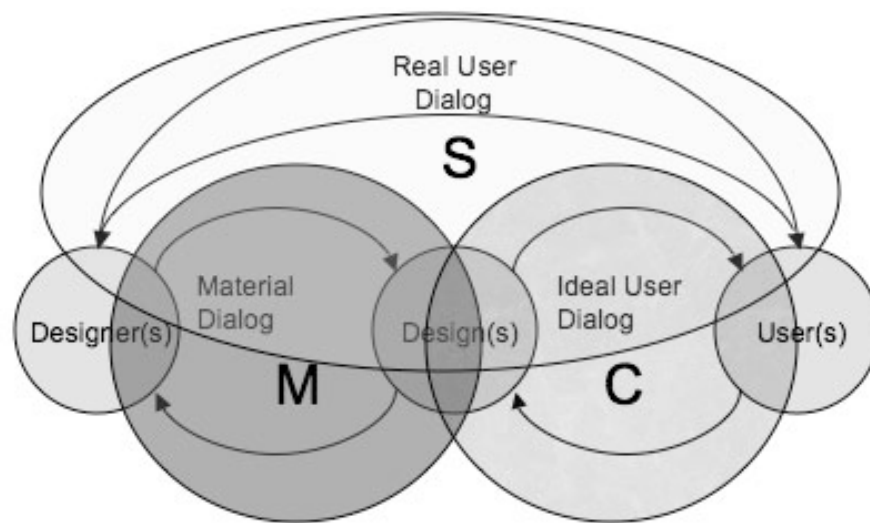 Real User
Dialog
S
Material
Dialog
Ideal User
Dialog
Designer(s)
Design(s)
User(s)
M
C